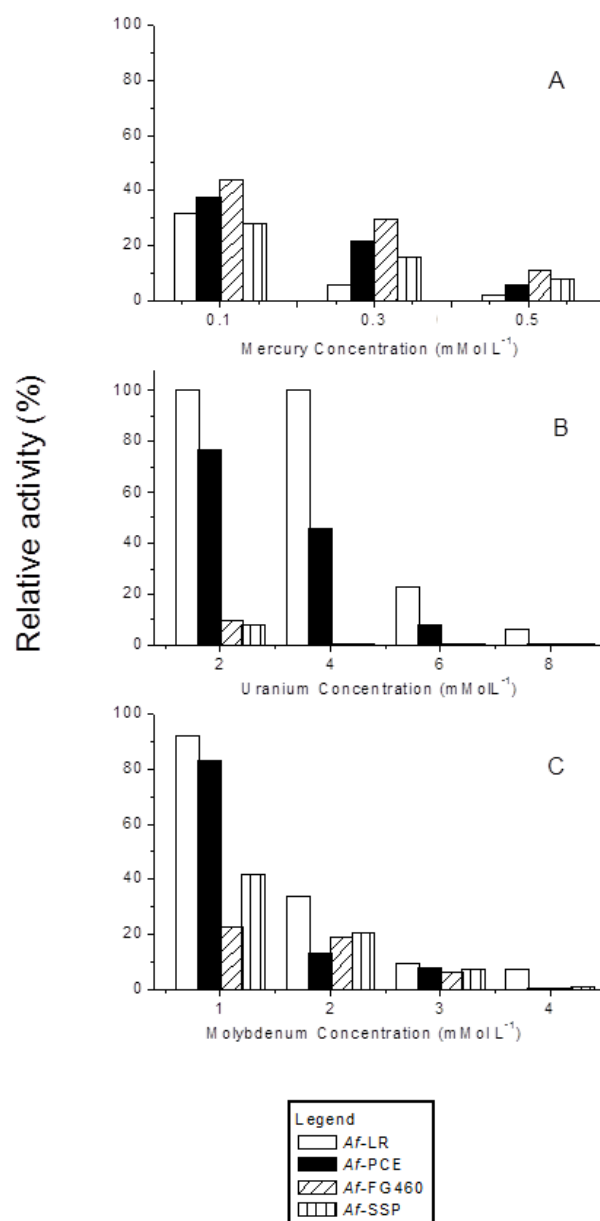 Relative activity (%)
100
80
60
40
20
0
A
0.1 0.3 0.5
Mercury Concentration (mMol L⁻¹)
100
80
60
40
20
0
B
2 4 6 8
Uranium Concentration (mMolL⁻¹)
100
80
60
40
20
0
C
1 2 3 4
Molybdenum Concentration (mMol L⁻¹)
Legend
Af-LR
Af-PCE
Af-FG460
Af-SSP